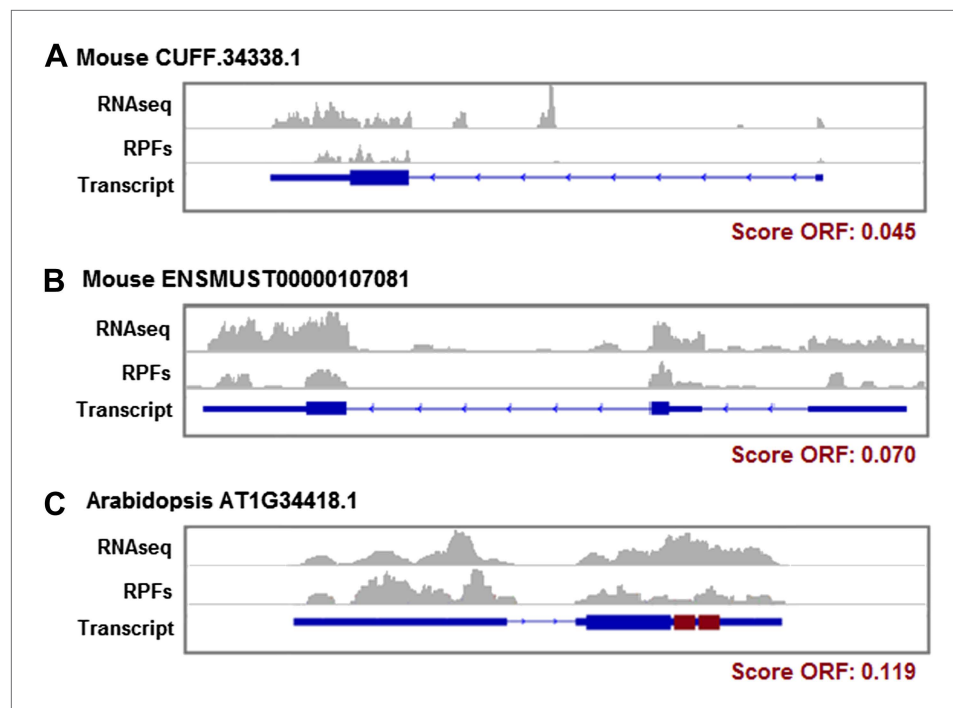 A Mouse CUFF.34338.1
RNAseq
RPFs
Transcript
Score ORF: 0.045
B Mouse ENSMUST00000107081
RNAseq
RPFs
Transcript
Score ORF: 0.070
C Arabidopsis AT1G34418.1
RNAseq
RPFs
Transcript
Score ORF: 0.119